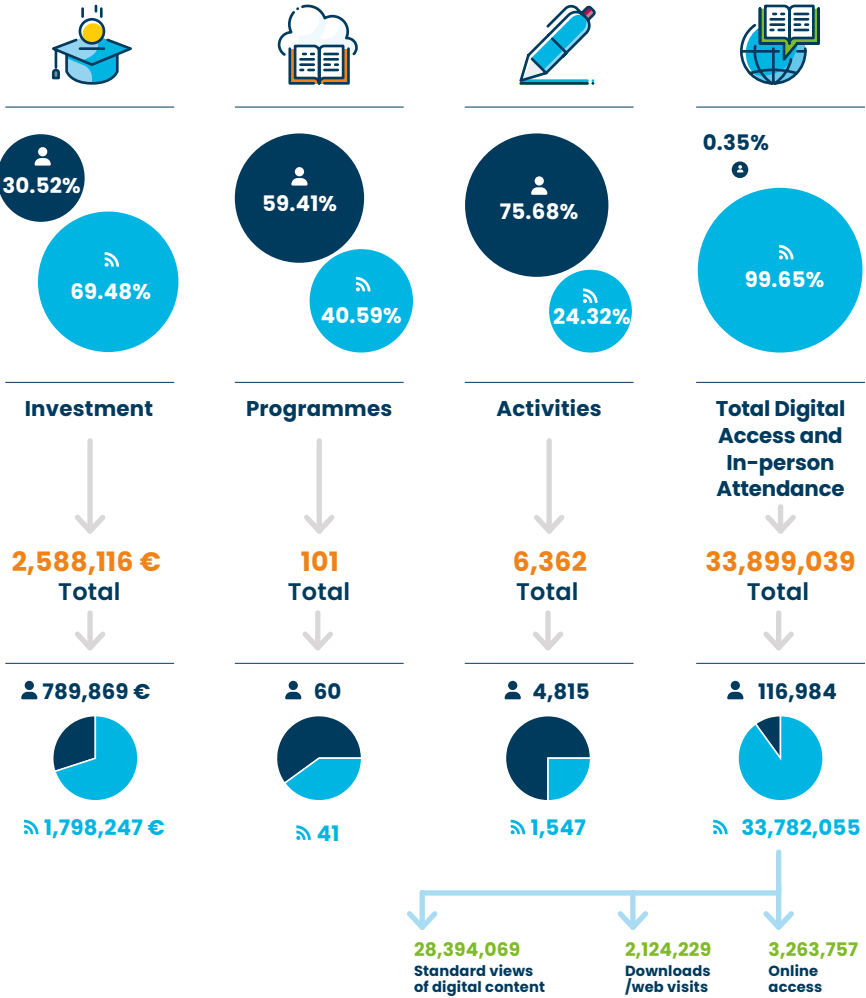 30.52%
69.48%
Investment
2,588,116 €
Total
789,869 €
1,798,247 €
59.41%
40.59%
Programmes
101
Total
60
41
75.68%
24.32%
Activities
6,362
Total
4,815
1,547
0.35%
99.65%
Total Digital
Access and
In-person
Attendance
33,899,039
Total
116,984
33,782,055
28,394,069
Standard views
of digital content
2,124,229
Downloads
/web visits
3,263,757
Online
access